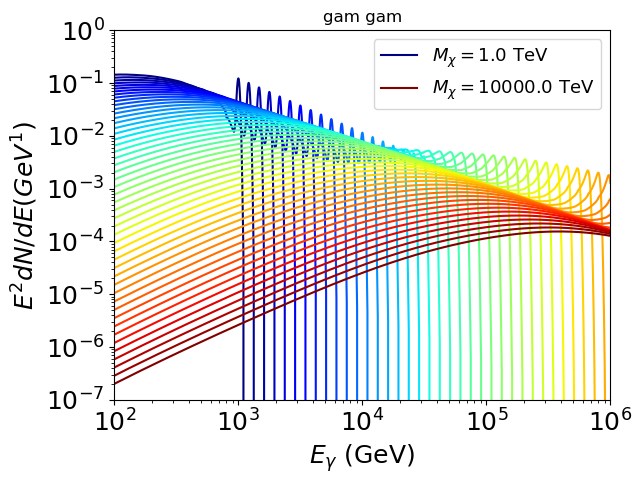 gam gam
10^0
10^-1
10^-2
10^-3
10^-4
10^-5
10^-6
10^-7
E^2dN/dE(GeV^1)
M_χ = 1.0 TeV
M_χ = 10000.0 TeV
10^2
10^3
10^4
10^5
10^6
E_γ (GeV)